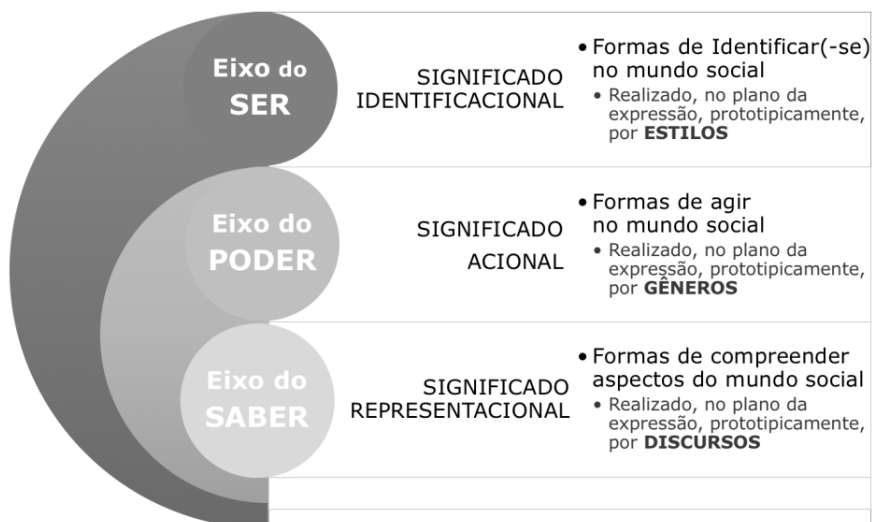 Eixo do
SER
SIGNIFICADO
IDENTIFICACIONAL
• Formas de Identificar(-se)
no mundo social
• Realizado, no plano da
expressão, prototipicamente,
por ESTILOS
Eixo do
PODER
SIGNIFICADO
ACIONAL
• Formas de agir
no mundo social
• Realizado, no plano da
expressão, prototipicamente,
por GÊNEROS
Eixo do
SABER
SIGNIFICADO
REPRESENTACIONAL
• Formas de compreender
aspectos do mundo social
• Realizado, no plano da
expressão, prototipicamente,
por DISCURSOS